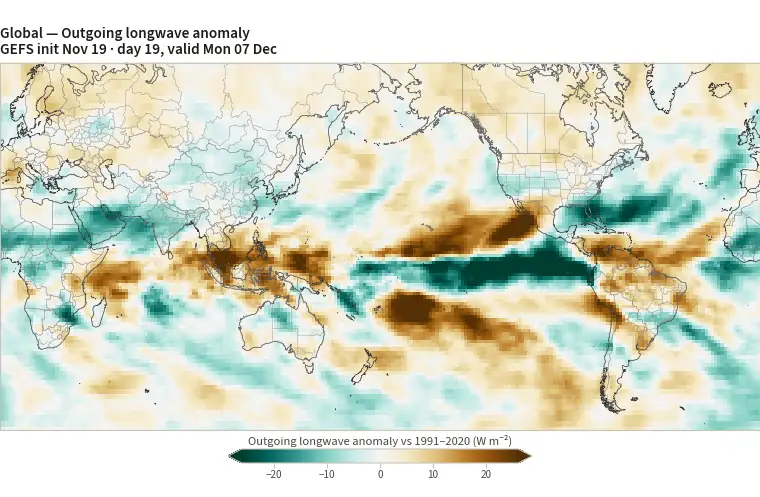 Global — Outgoing longwave anomaly
GEFS init Nov 19 · day 19, valid Mon 07 Dec
Outgoing longwave anomaly vs 1991–2020 (W m⁻²)
−20 −10 0 10 20